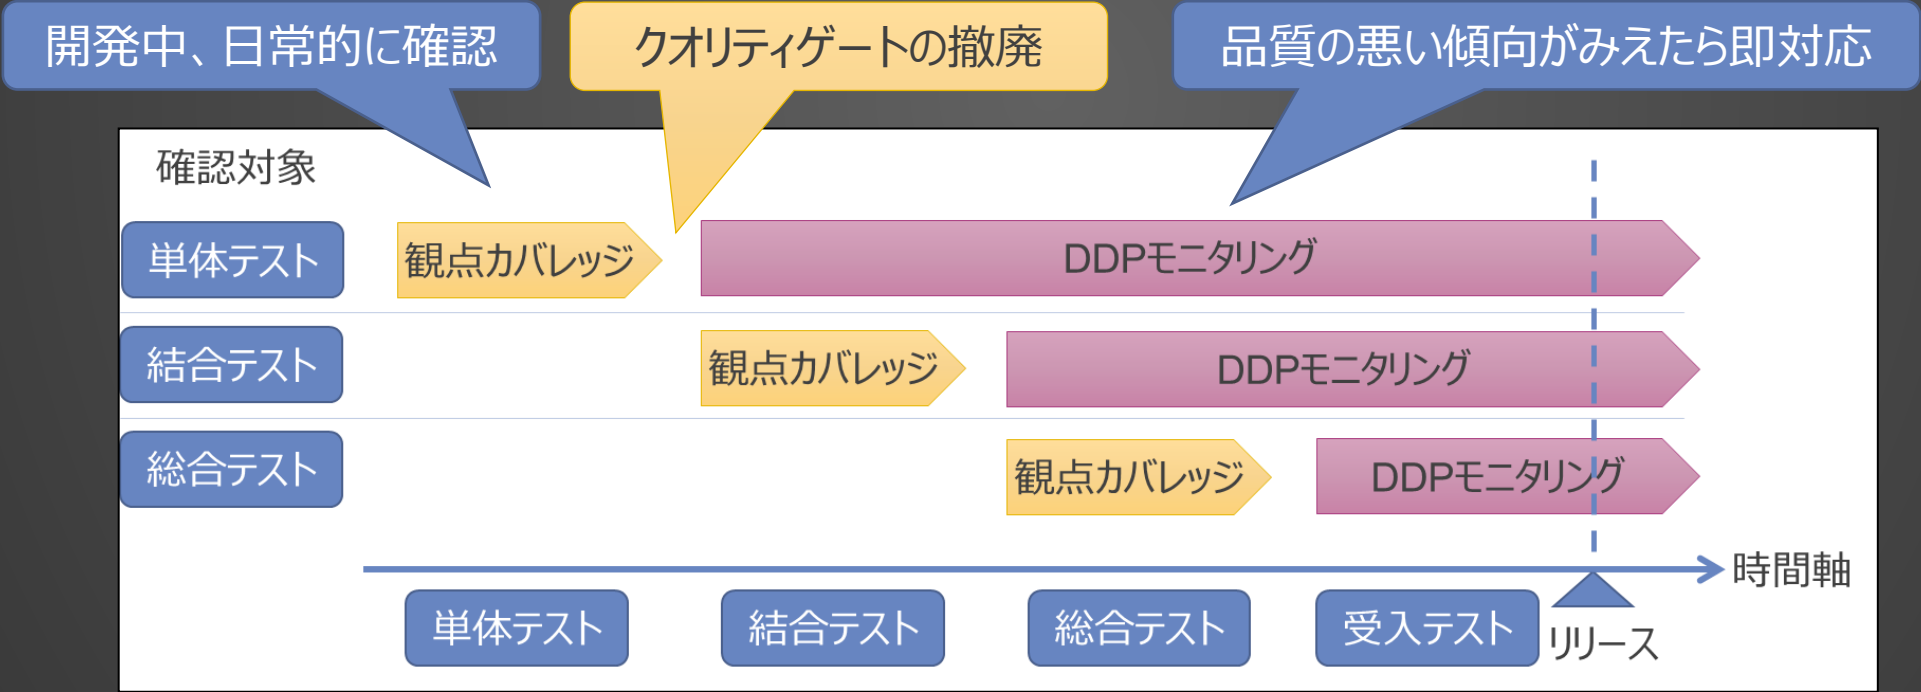 開発中、日常的に確認
クオリティゲートの撤廃
品質の悪い傾向がみえたら即対応
確認対象
単体テスト
観点カバレッジ
DDPモニタリング
結合テスト
観点カバレッジ
DDPモニタリング
総合テスト
観点カバレッジ
DDPモニタリング
時間軸
単体テスト
結合テスト
総合テスト
受入テスト
リリース